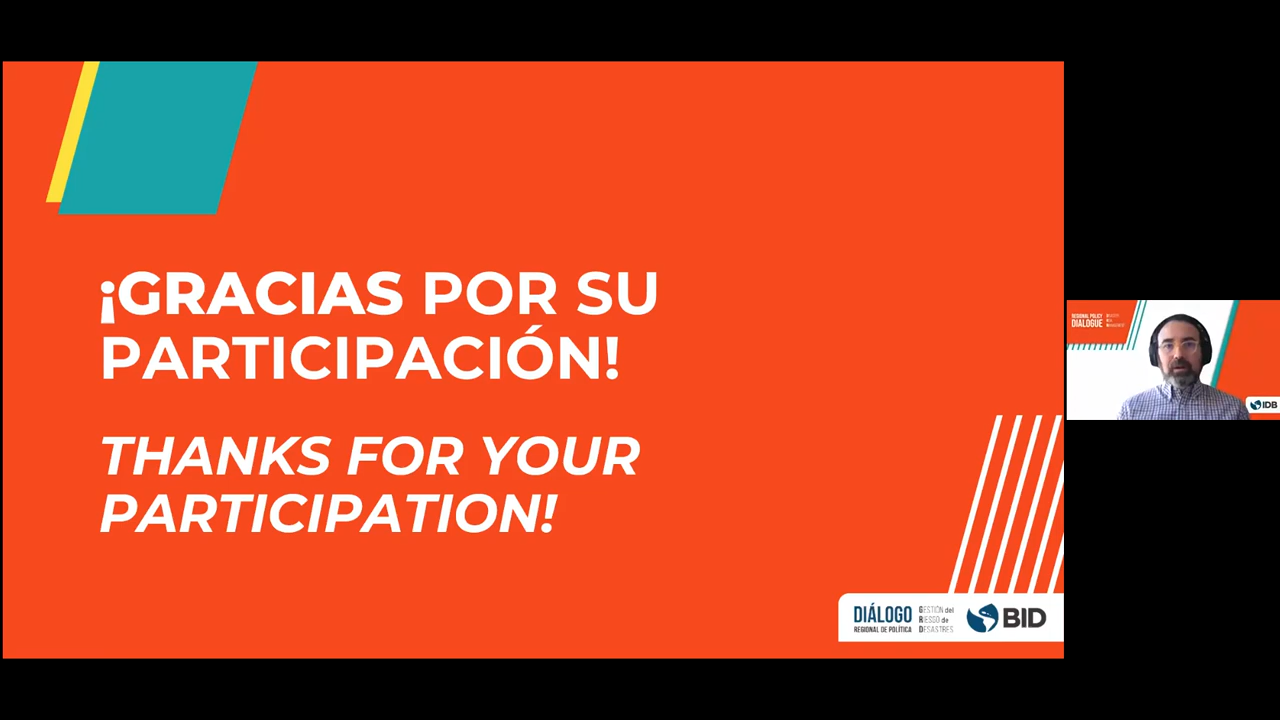 ¡GRACIAS POR SU
PARTICIPACIÓN!
THANKS FOR YOUR
PARTICIPATION!
DIÁLOGO
REGIONAL DE POLÍTICA
GESTIÓN del
RIESGO de
DESASTRES
BID
REGIONAL POLICY
DIALOGUE
IDB